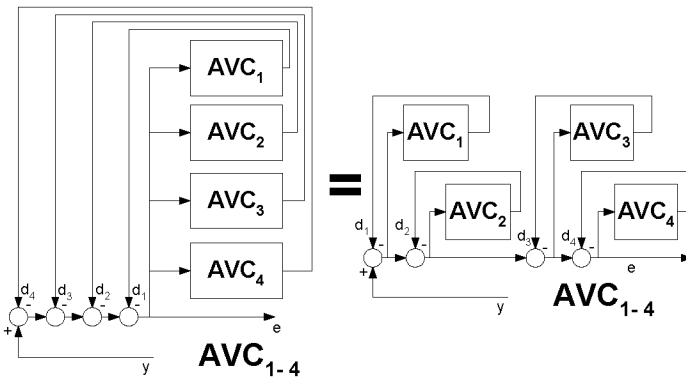 AVC1
AVC2
AVC3
AVC4
d4 - d3 - d2 - d1 -
+
e
y
AVC1-4
=
AVC1
AVC3
AVC2
AVC4
d1 - d2 - d3 - d4 -
+
e
y
AVC1-4